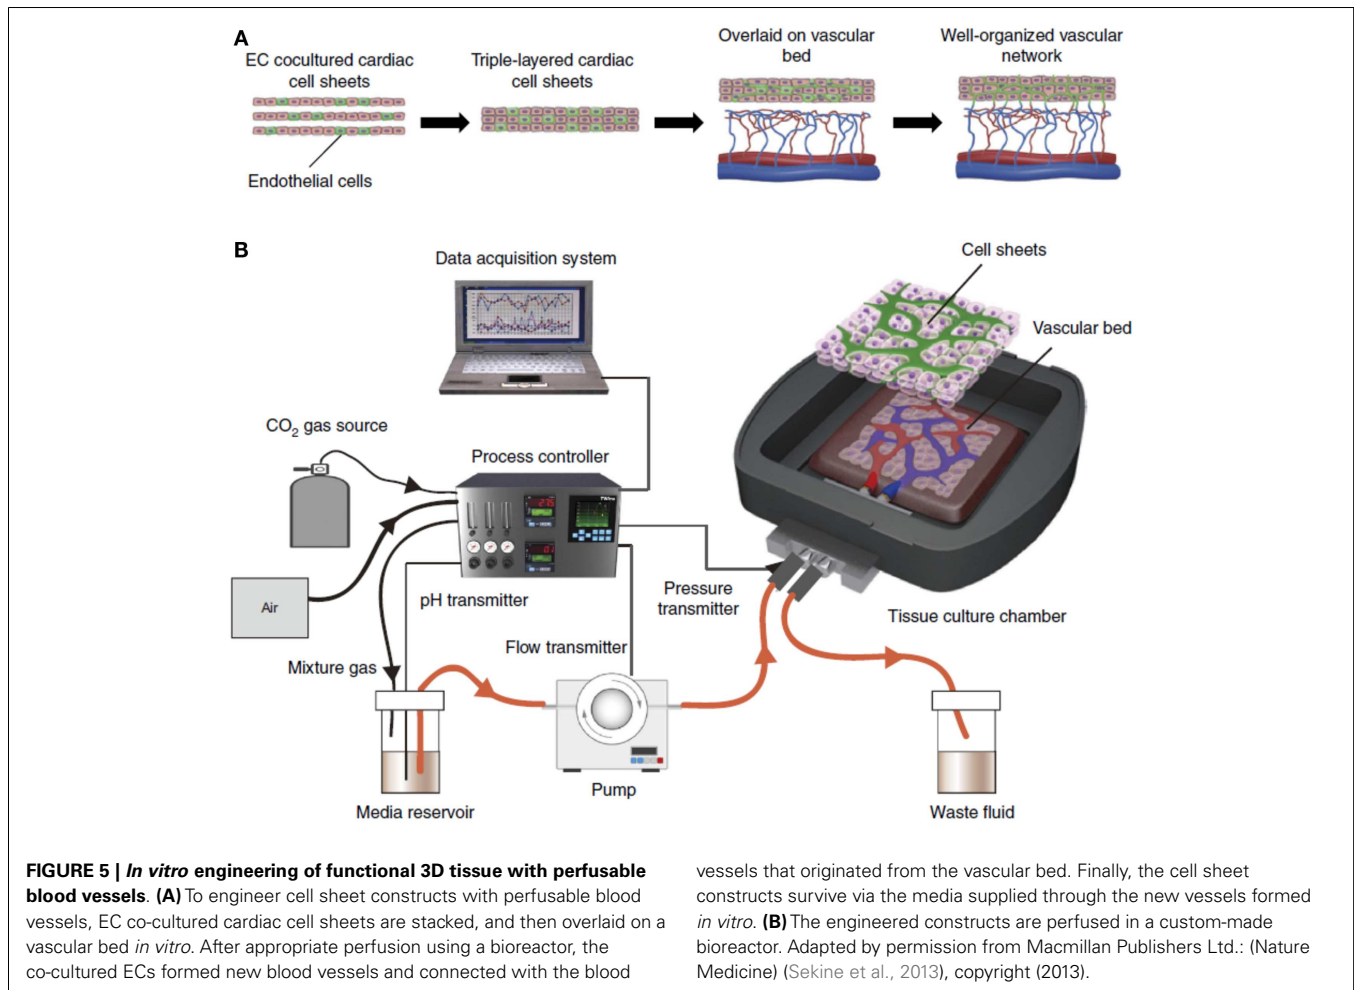 A
EC cocultured cardiac
cell sheets
Triple-layered cardiac
cell sheets
Overlaid on vascular
bed
Well-organized vascular
network
Endothelial cells
B
Data acquisition system
Cell sheets
Vascular bed
CO₂ gas source
Process controller
Air
pH transmitter
Pressure
transmitter
Tissue culture chamber
Flow transmitter
Mixture gas
Media reservoir
Pump
Waste fluid
FIGURE 5 | In vitro engineering of functional 3D tissue with perfusable
blood vessels. (A) To engineer cell sheet constructs with perfusable blood
vessels, EC co-cultured cardiac cell sheets are stacked, and then overlaid on a
vascular bed in vitro. After appropriate perfusion using a bioreactor, the
co-cultured ECs formed new blood vessels and connected with the blood
vessels that originated from the vascular bed. Finally, the cell sheet
constructs survive via the media supplied through the new vessels formed
in vitro. (B) The engineered constructs are perfused in a custom-made
bioreactor. Adapted by permission from Macmillan Publishers Ltd.: (Nature
Medicine) (Sekine et al., 2013), copyright (2013).